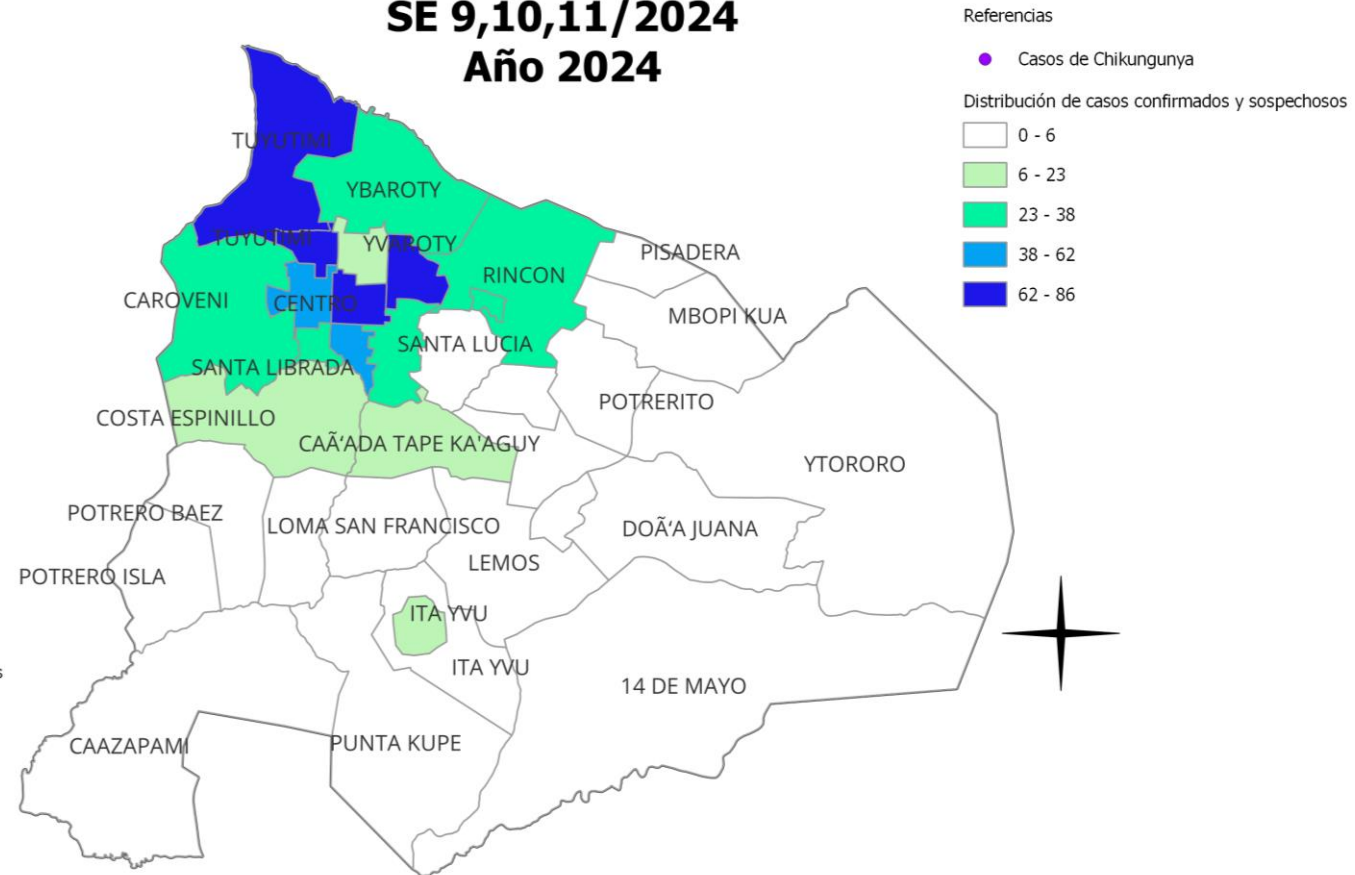 SE 9,10,11/2024
Año 2024
Referencias
Casos de Chikungunya
Distribución de casos confirmados y sospechosos
0 - 6
6 - 23
23 - 38
38 - 62
62 - 86
TUYUTIMI
YBAROTY
TUYUTIMI
YVAROTY
PISADERA
RINCON
CAROVENI
CENTRO
MBOPI KUA
SANTA LUCIA
SANTA LIBRADA
POTRERITO
COSTA ESPINILLO
CAÃ‘ADA TAPE KA'AGUY
YTORORO
POTRERO BAEZ
LOMA SAN FRANCISCO
DOÃ‘A JUANA
LEMOS
POTRERO ISLA
ITA YVU
ITA YVU
s
14 DE MAYO
CAAZAPAMI
PUNTA KUPE